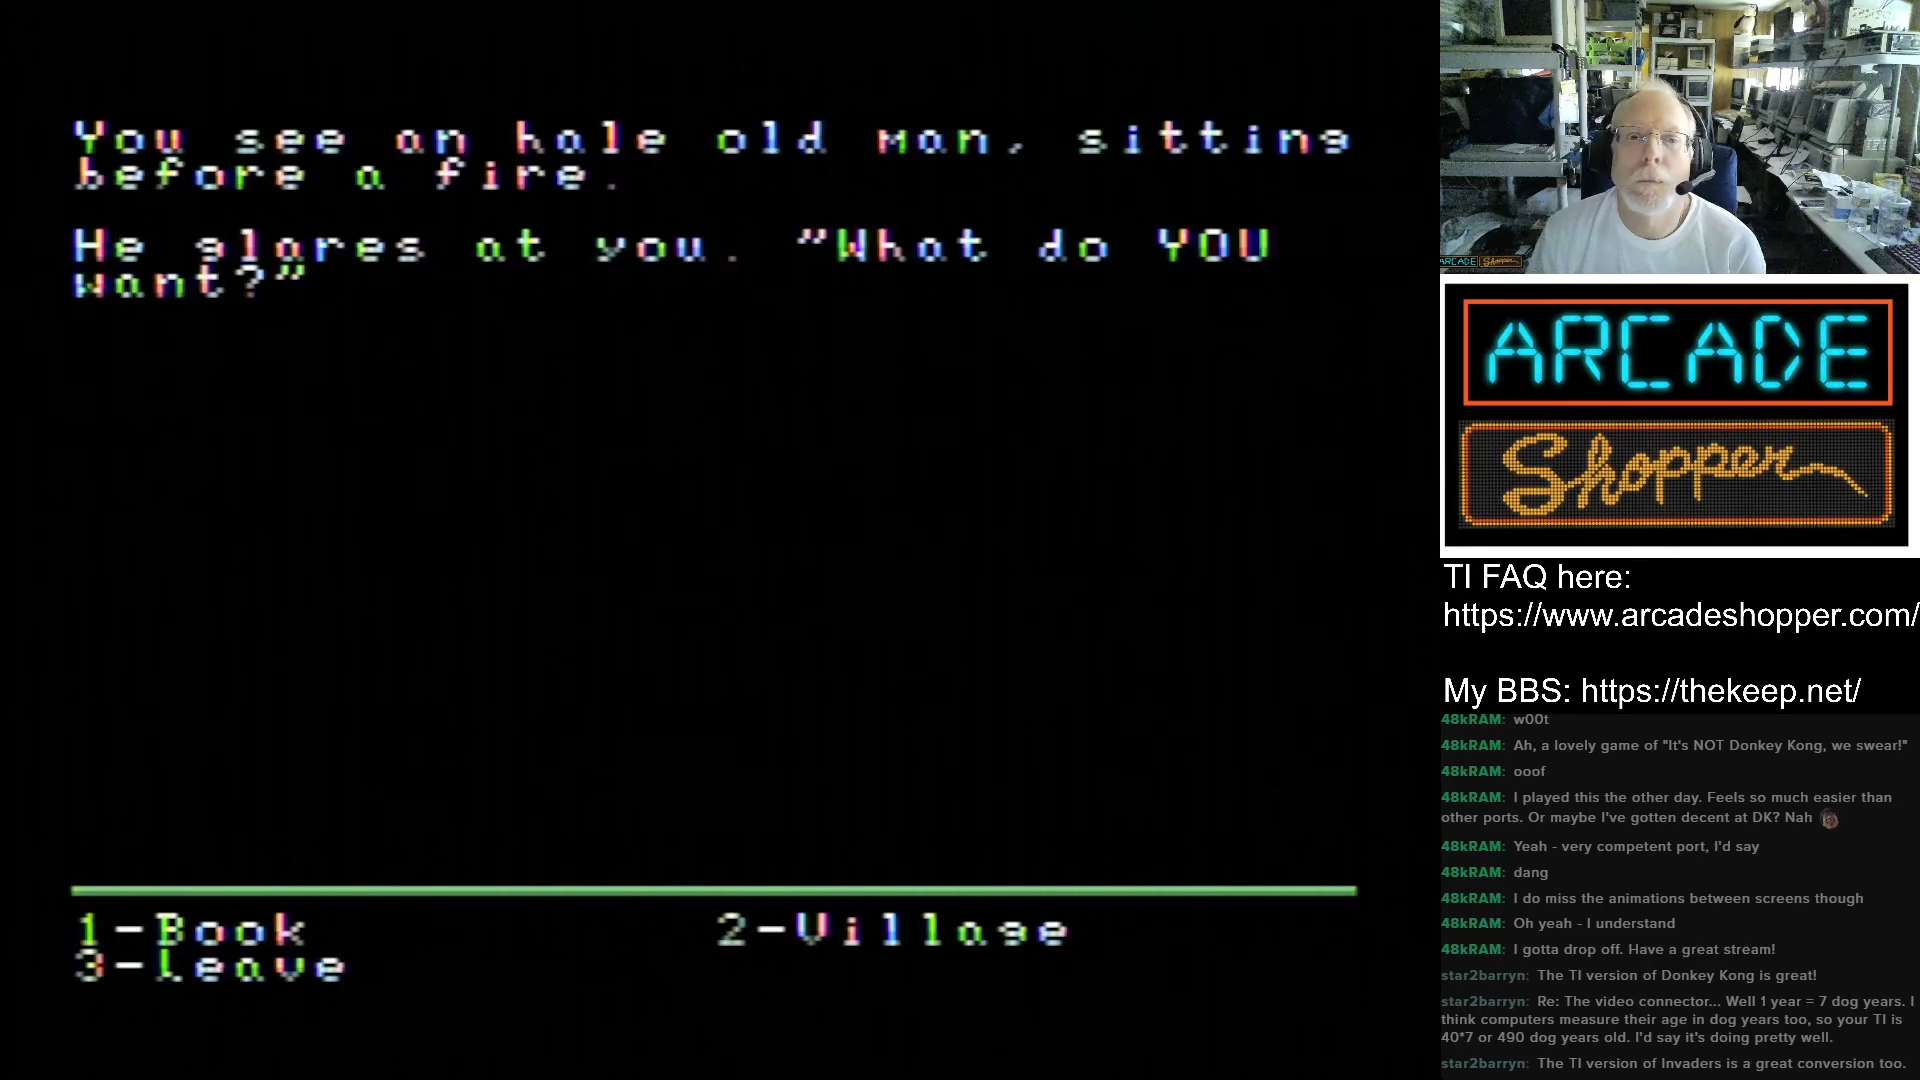 You see an hale old man, sitting
before a fire.
He glares at you. "What do YOU
want?"
1-Book 2-Village
3-leave
ARCADE Shopper
ARCADE
Shopper
TI FAQ here:
https://www.arcadeshopper.com/
My BBS: https://thekeep.net/
48kRAM: w00t
48kRAM: Ah, a lovely game of "It's NOT Donkey Kong, we swear!"
48kRAM: ooof
48kRAM: I played this the other day. Feels so much easier than
other ports. Or maybe I've gotten decent at DK? Nah
48kRAM: Yeah - very competent port, I'd say
48kRAM: dang
48kRAM: I do miss the animations between screens though
48kRAM: Oh yeah - I understand
48kRAM: I gotta drop off. Have a great stream!
star2barryn: The TI version of Donkey Kong is great!
star2barryn: Re: The video connector... Well 1 year = 7 dog years. I
think computers measure their age in dog years too, so your TI is
40*7 or 490 dog years old. I'd say it's doing pretty well.
star2barryn: The TI version of Invaders is a great conversion too.